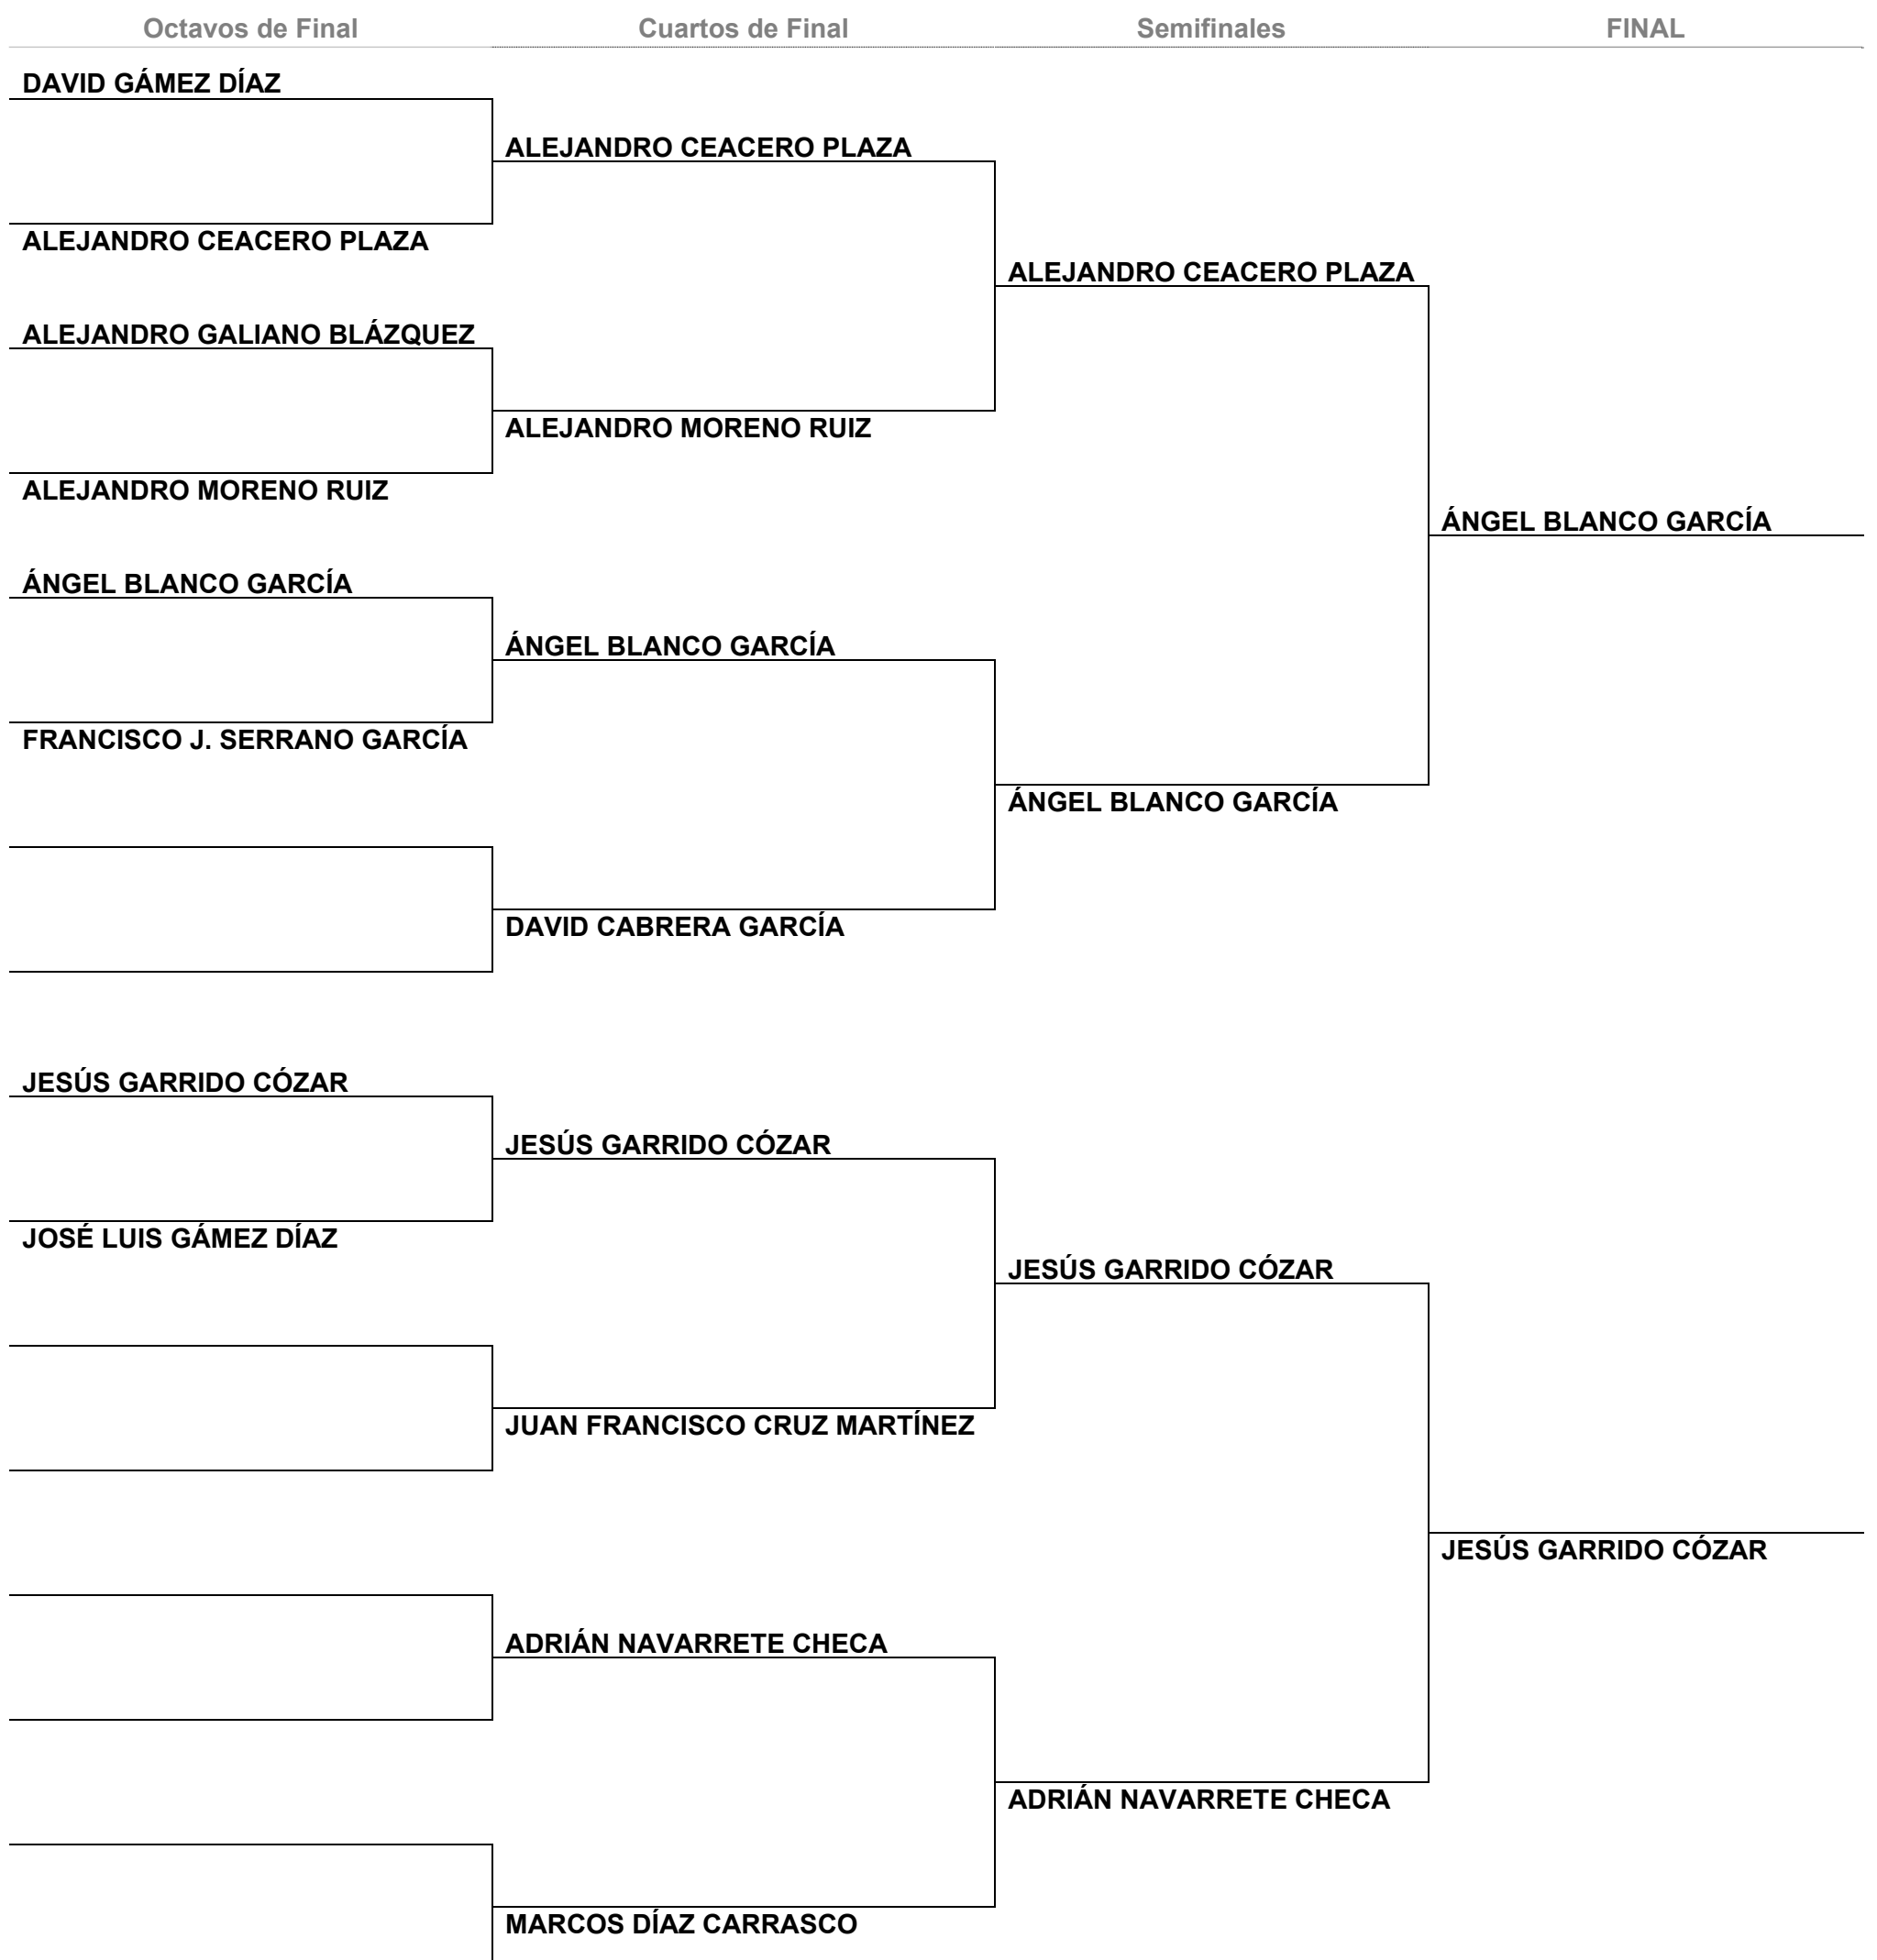 Octavos de Final Cuartos de Final Semifinales FINAL
DAVID GÁMEZ DÍAZ
ALEJANDRO CEACERO PLAZA
ALEJANDRO CEACERO PLAZA
ALEJANDRO CEACERO PLAZA
ALEJANDRO GALIANO BLÁZQUEZ
ALEJANDRO MORENO RUIZ
ALEJANDRO MORENO RUIZ
ÁNGEL BLANCO GARCÍA
ÁNGEL BLANCO GARCÍA
ÁNGEL BLANCO GARCÍA
FRANCISCO J. SERRANO GARCÍA
ÁNGEL BLANCO GARCÍA
DAVID CABRERA GARCÍA
JESÚS GARRIDO CÓZAR
JESÚS GARRIDO CÓZAR
JOSÉ LUIS GÁMEZ DÍAZ
JESÚS GARRIDO CÓZAR
JUAN FRANCISCO CRUZ MARTÍNEZ
JESÚS GARRIDO CÓZAR
ADRIÁN NAVARRETE CHECA
ADRIÁN NAVARRETE CHECA
MARCOS DÍAZ CARRASCO